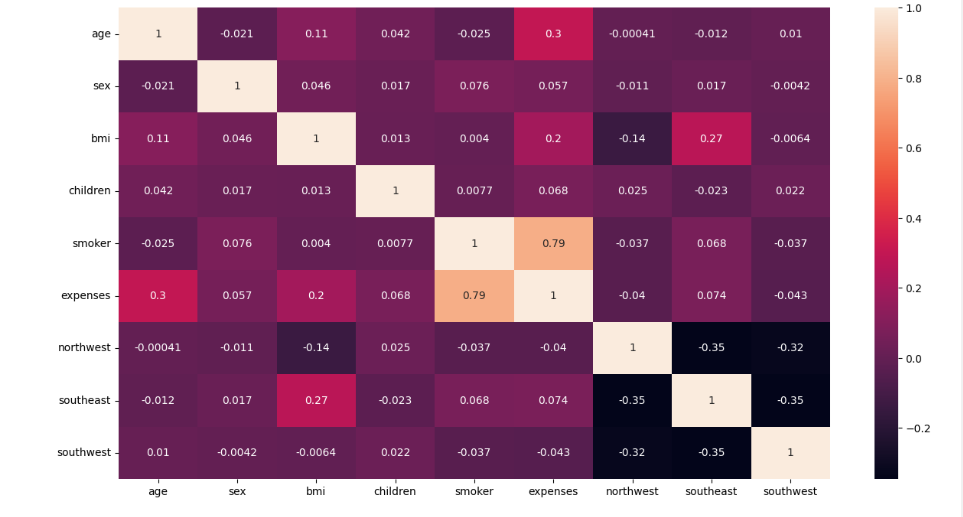 age 1 -0.021 0.11 0.042 -0.025 0.3 -0.00041 -0.012 0.01
sex -0.021 1 0.046 0.017 0.076 0.057 -0.011 0.017 -0.0042
bmi 0.11 0.046 1 0.013 0.004 0.2 -0.14 0.27 -0.0064
children 0.042 0.017 0.013 1 0.0077 0.068 0.025 -0.023 0.022
smoker -0.025 0.076 0.004 0.0077 1 0.79 -0.037 0.068 -0.037
expenses 0.3 0.057 0.2 0.068 0.79 1 -0.04 0.074 -0.043
northwest -0.00041 -0.011 -0.14 0.025 -0.037 -0.04 1 -0.35 -0.32
southeast -0.012 0.017 0.27 -0.023 0.068 0.074 -0.35 1 -0.35
southwest 0.01 -0.0042 -0.0064 0.022 -0.037 -0.043 -0.32 -0.35 1
age sex bmi children smoker expenses northwest southeast southwest
1.0
0.8
0.6
0.4
0.2
0.0
−0.2